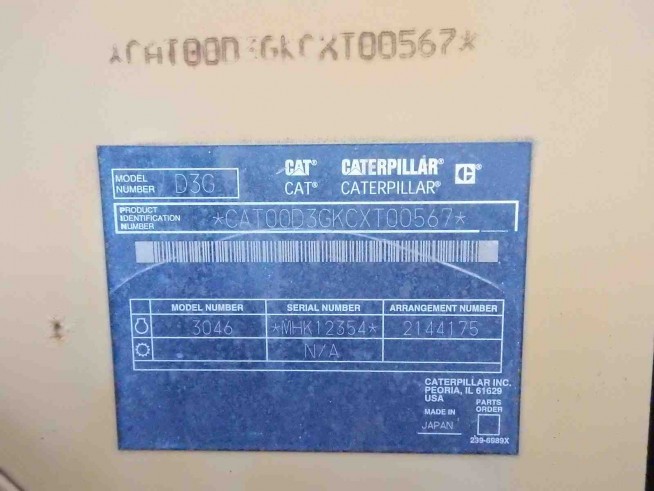 *CAT00D3GKCXT00567*
CAT® CATERPILLAR® C
MODEL NUMBER D3G CAT® CATERPILLAR®
PRODUCT IDENTIFICATION NUMBER *CAT00D3GKCXT00567*
MODEL NUMBER SERIAL NUMBER ARRANGEMENT NUMBER
3046 *MHK12354* 2144175
N/A
CATERPILLAR INC.
PEORIA, IL 61629
USA
MADE IN JAPAN
PARTS ORDER
239-8889X